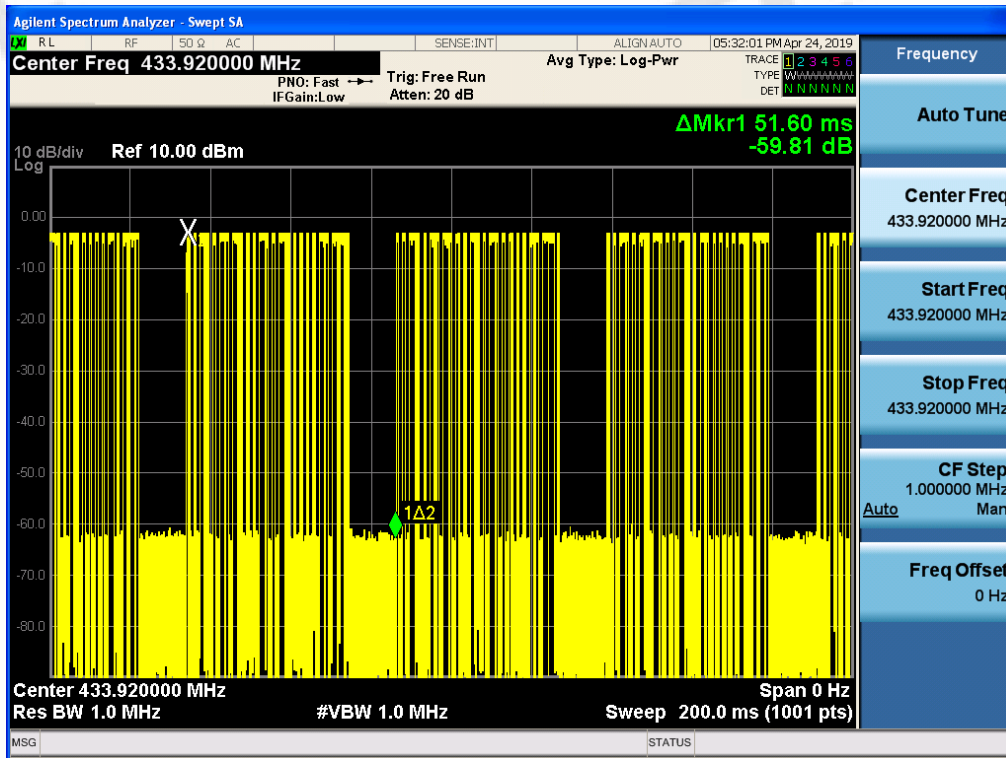 Agilent Spectrum Analyzer - Swept SA
LXI RL RF 50 Ω AC SENSE:INT ALIGN AUTO 05:32:01 PM Apr 24, 2019
Center Freq 433.920000 MHz
Avg Type: Log-Pwr
TRACE 1 2 3 4 5 6
PNO: Fast
Trig: Free Run
TYPE W
IFGain:Low
Atten: 20 dB
DET N N N N N N
ΔMkr1 51.60 ms
-59.81 dB
10 dB/div Ref 10.00 dBm
Log
0.00
-10.0
-20.0
-30.0
-40.0
-50.0
-60.0
-70.0
-80.0
X
1Δ2
Center 433.920000 MHz
Span 0 Hz
Res BW 1.0 MHz
#VBW 1.0 MHz
Sweep 200.0 ms (1001 pts)
MSG
STATUS
Frequency
Auto Tune
Center Freq
433.920000 MHz
Start Freq
433.920000 MHz
Stop Freq
433.920000 MHz
CF Step
1.000000 MHz
Auto Man
Freq Offset
0 Hz